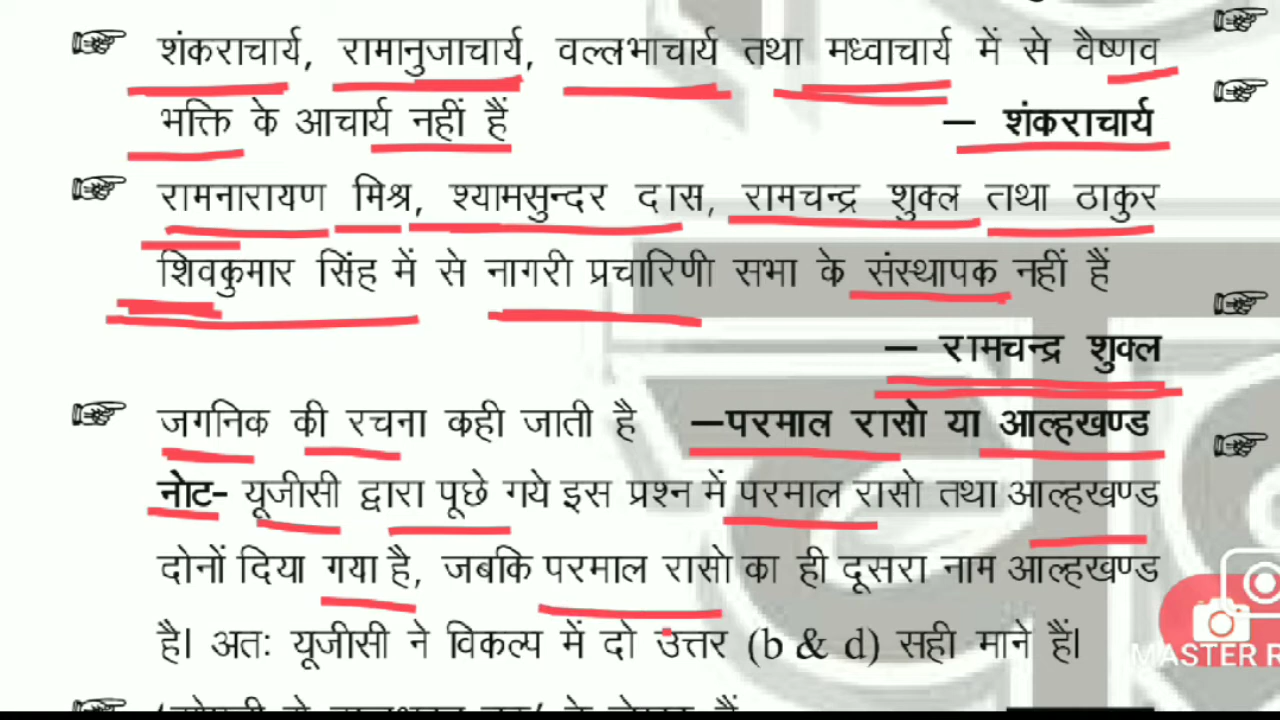 शंकराचार्य, रामानुजाचार्य, वल्लभाचार्य तथा मध्वाचार्य में से वैष्णव
भक्ति के आचार्य नहीं हैं — शंकराचार्य
रामनारायण मिश्र, श्यामसुन्दर दास, रामचन्द्र शुक्ल तथा ठाकुर
शिवकुमार सिंह में से नागरी प्रचारिणी सभा के संस्थापक नहीं हैं
— रामचन्द्र शुक्ल
जगनिक की रचना कही जाती है —परमाल रासो या आल्हखण्ड
नोट- यूजीसी द्वारा पूछे गये इस प्रश्न में परमाल रासो तथा आल्हखण्ड
दोनों दिया गया है, जबकि परमाल रासो का ही दूसरा नाम आल्हखण्ड
है। अतः यूजीसी ने विकल्प में दो उत्तर (b & d) सही माने हैं।
MASTER R